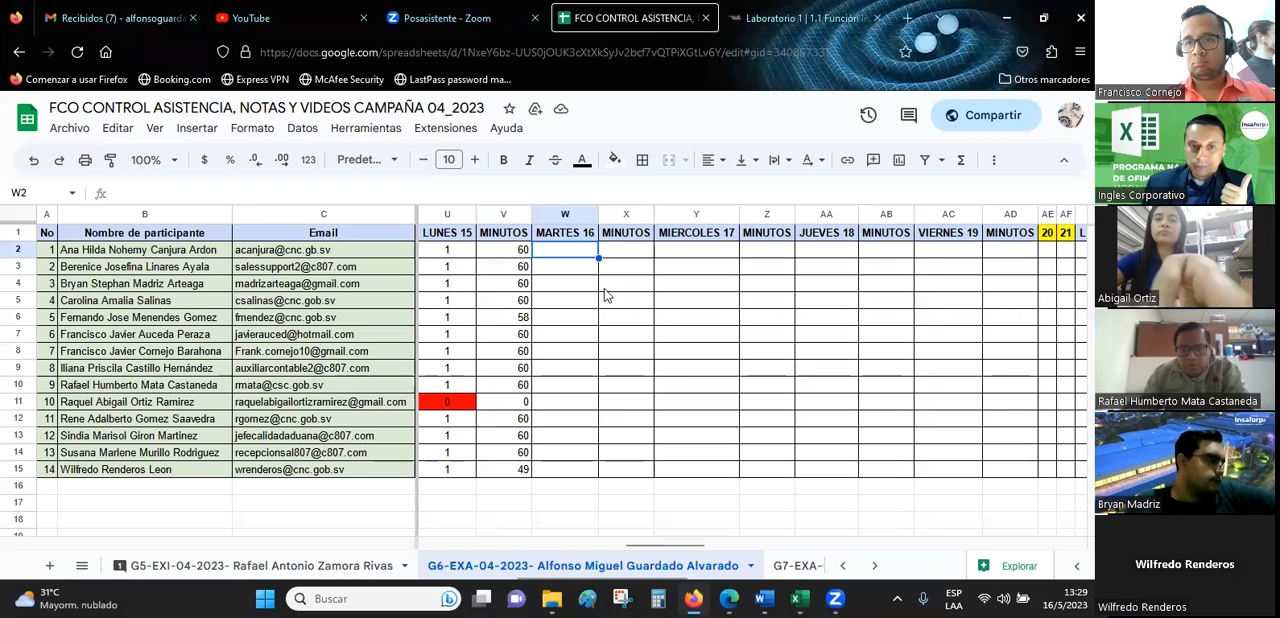 Recibidos (7) - alfonsoguarda × YouTube × Posasistente - Zoom × FCO CONTROL ASISTENCIA, × Laboratorio 1 | 1.1 Función ×
https://docs.google.com/spreadsheets/d/
Comenzar a usar Firefox Booking.com Express VPN McAfee Security LastPass password ma... Otros marcadores
FCO CONTROL ASISTENCIA, NOTAS Y VIDEOS CAMPAÑA 04_2023
Archivo Editar Ver Insertar Formato Datos Herramientas Extensiones Ayuda
Compartir
100% $ % .0 .00 123 Predet... − 10 + B I A
W2 fx
A B C U V W X Y Z AA AB AC AD AE AF
1 No Nombre de participante Email LUNES 15 MINUTOS MARTES 16 MINUTOS MIERCOLES 17 MINUTOS JUEVES 18 MINUTOS VIERNES 19 MINUTOS 20 21 L
2 1 Ana Hilda Nohemy Canjura Ardon acanjura@cnc.gb.sv 1 60
3 2 Berenice Josefina Linares Ayala salessupport2@c807.com 1 60
4 3 Bryan Stephan Madriz Arteaga madrizarteaga@gmail.com 1 60
5 4 Carolina Amalia Salinas csalinas@cnc.gob.sv 1 60
6 5 Fernando Jose Menendes Gomez fmendez@cnc.gob.sv 1 58
7 6 Francisco Javier Auceda Peraza javierauced@hotmail.com 1 60
8 7 Francisco Javier Cornejo Barahona Frank.cornejo10@gmail.com 1 60
9 8 Iliana Priscila Castillo Hernández auxiliarcontable2@c807.com 1 60
10 9 Rafael Humberto Mata Castaneda rmata@csc.gob.sv 1 60
11 10 Raquel Abigail Ortiz Ramirez raquelabigailortizramirez@gmail.com 0 0
12 11 Rene Adalberto Gomez Saavedra rgomez@cnc.gob.sv 1 60
13 12 Sindia Marisol Giron Martinez jefecalidadaduana@c807.com 1 60
14 13 Susana Marlene Murillo Rodriguez recepcionsal807@c807.com 1 60
15 14 Wilfredo Renderos Leon wrenderos@cnc.gob.sv 1 49
16
17
18
19
1 G5-EXI-04-2023- Rafael Antonio Zamora Rivas G6-EXA-04-2023- Alfonso Miguel Guardado Alvarado G7-EXA- Explorar
31°C
Mayorm. nublado
Buscar
ESP
LAA
13:29
16/5/2023
Francisco Cornejo
Insaforp
PROGRAMA NA
DE OFIM
Ingles Corporativo
Abigail Ortiz
Rafael Humberto Mata Castaneda
Insaforp
Bryan Madriz
Wilfredo Renderos
Wilfredo Renderos